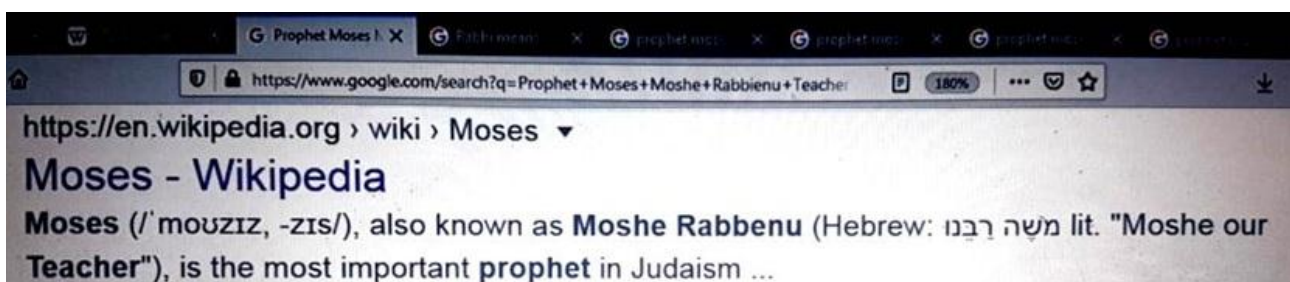 G Prophet Moses
https://www.google.com/search?q=Prophet+Moses+Moshe+Rabbienu+Teacher 180%
https://en.wikipedia.org › wiki › Moses
Moses - Wikipedia
Moses (/ˈmoʊzɪz, -zɪs/), also known as Moshe Rabbenu (Hebrew: מֹשֶׁה רַבֵּנוּ lit. "Moshe our
Teacher"), is the most important prophet in Judaism ...